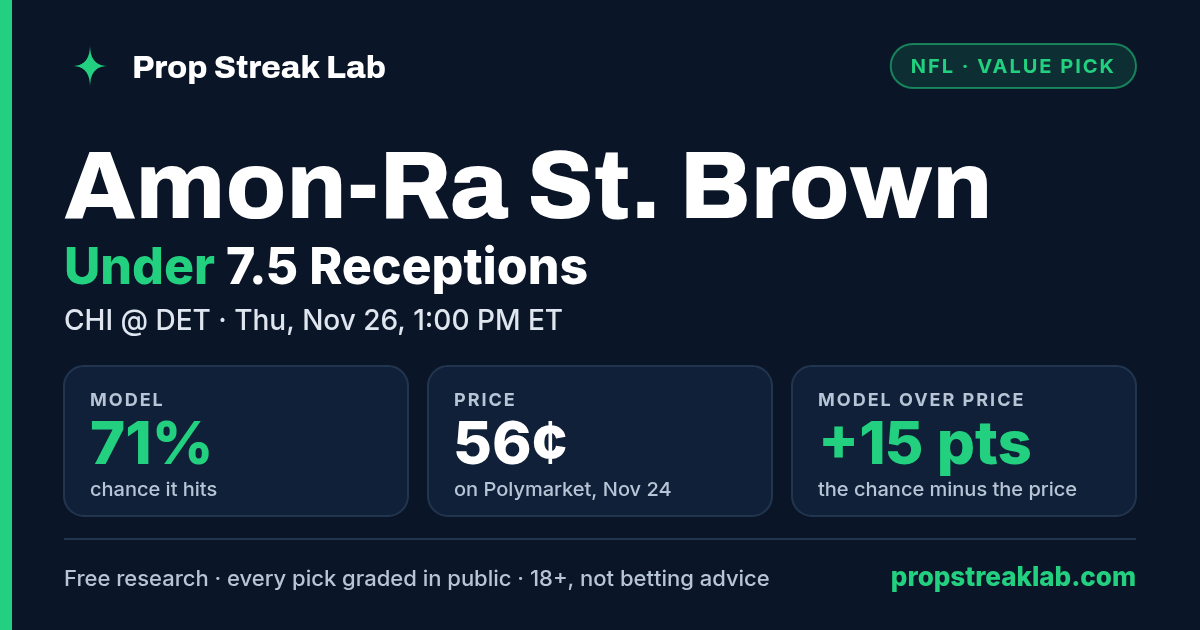 Prop Streak Lab
NFL · VALUE PICK
Amon-Ra St. Brown
Under 7.5 Receptions
CHI @ DET · Thu, Nov 26, 1:00 PM ET
MODEL
71%
chance it hits
PRICE
56¢
on Polymarket, Nov 24
MODEL OVER PRICE
+15 pts
the chance minus the price
Free research · every pick graded in public · 18+, not betting advice
propstreaklab.com